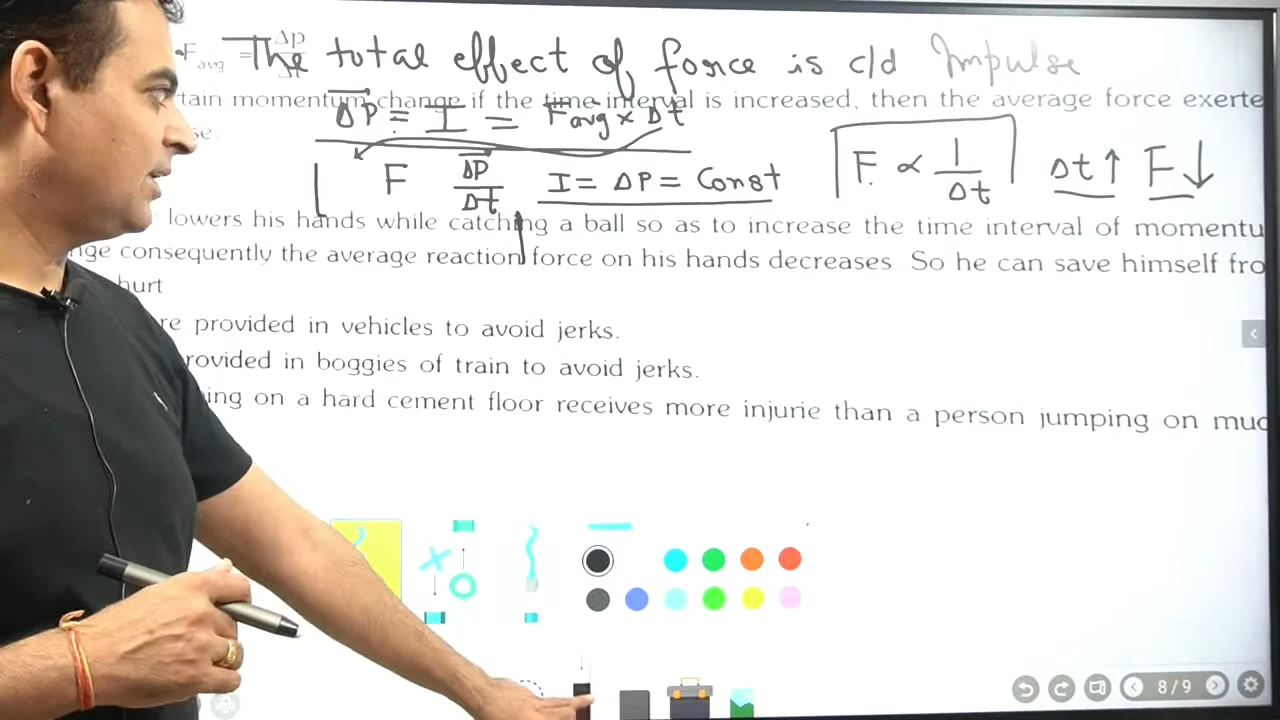 The total effect of force is c/d Impulse
F avg = Δp
tain momentum change if the time interval is increased, then the average force exerte
se.
Δp = I = Favg × Δt
F Δp/Δt I = Δp = Const
F ∝ 1/Δt Δt ↑ F ↓
lowers his hands while catching a ball so as to increase the time interval of momentu
nge consequently the average reaction force on his hands decreases. So he can save himself fro
hurt
re provided in vehicles to avoid jerks.
rovided in boggies of train to avoid jerks.
ing on a hard cement floor receives more injurie than a person jumping on muc
8/9